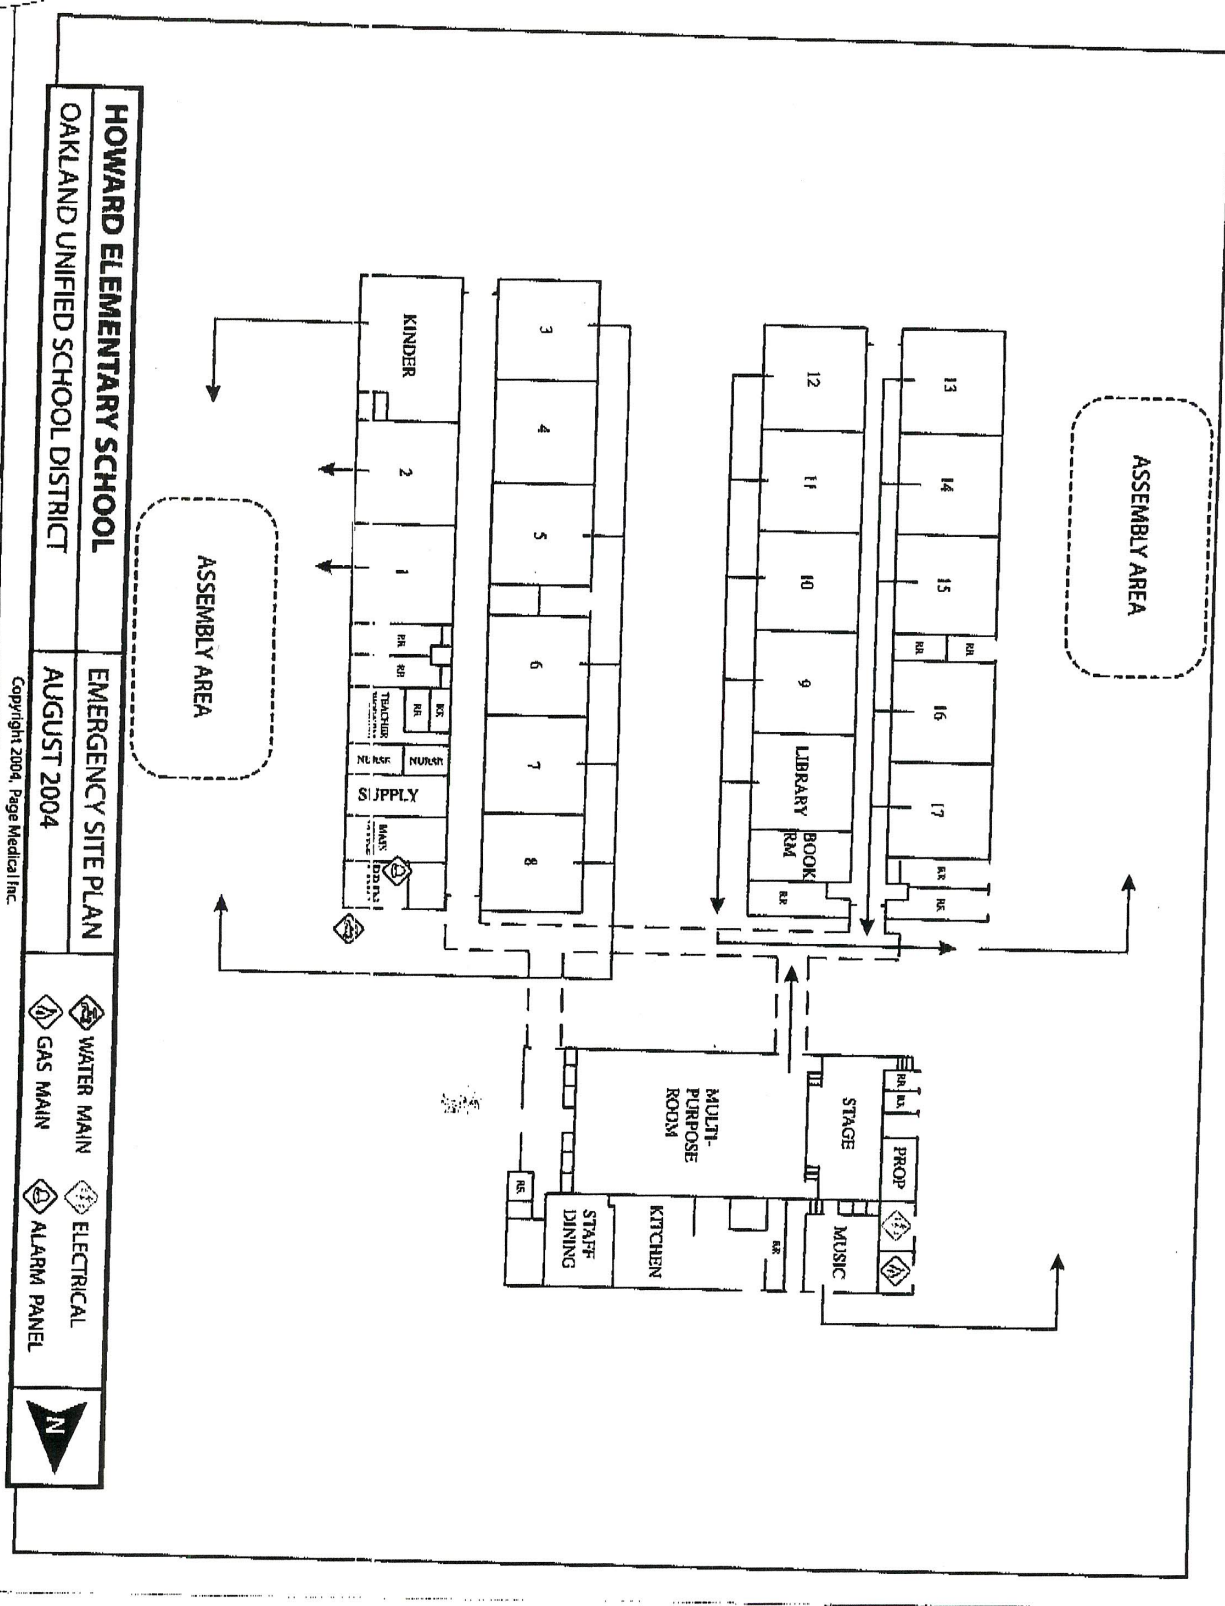 ASSEMBLY AREA
13
14
15
RR
RR
16
17
RR
RR
12
11
10
9
LIBRARY
BOOK
RM
RR
3
4
5
6
7
8
KINDER
2
1
RR
RR
TEACHER
RR
RR
NURSE
NURSE
SUPPLY
MAIN
ASSEMBLY AREA
RR
RR
PROP
STAGE
MUSIC
MULTI-
PURPOSE
ROOM
RR
KITCHEN
STAFF
DINING
RR
HOWARD ELEMENTARY SCHOOL
OAKLAND UNIFIED SCHOOL DISTRICT
EMERGENCY SITE PLAN
AUGUST 2004
WATER MAIN
ELECTRICAL
GAS MAIN
ALARM PANEL
N
Copyright 2004, Page Medical Inc.